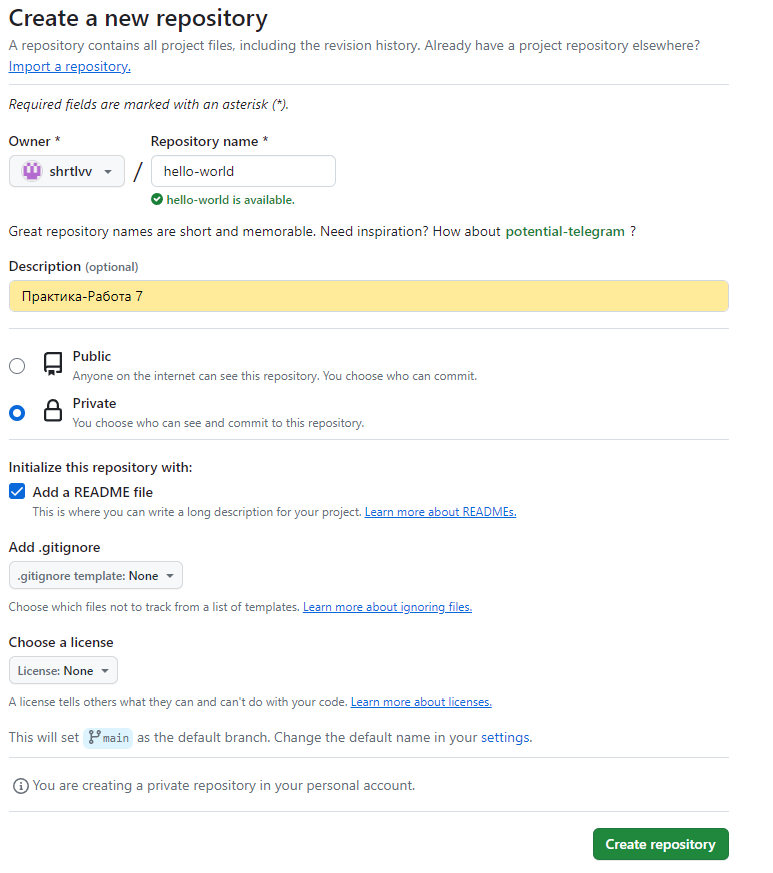 Create a new repository
A repository contains all project files, including the revision history. Already have a project repository elsewhere?
Import a repository.
Required fields are marked with an asterisk (*).
Owner * Repository name *
shrtlvv / hello-world
hello-world is available.
Great repository names are short and memorable. Need inspiration? How about potential-telegram ?
Description (optional)
Практика-Работа 7
Public
Anyone on the internet can see this repository. You choose who can commit.
Private
You choose who can see and commit to this repository.
Initialize this repository with:
Add a README file
This is where you can write a long description for your project. Learn more about READMEs.
Add .gitignore
.gitignore template: None
Choose which files not to track from a list of templates. Learn more about ignoring files.
Choose a license
License: None
A license tells others what they can and can't do with your code. Learn more about licenses.
This will set main as the default branch. Change the default name in your settings.
You are creating a private repository in your personal account.
Create repository